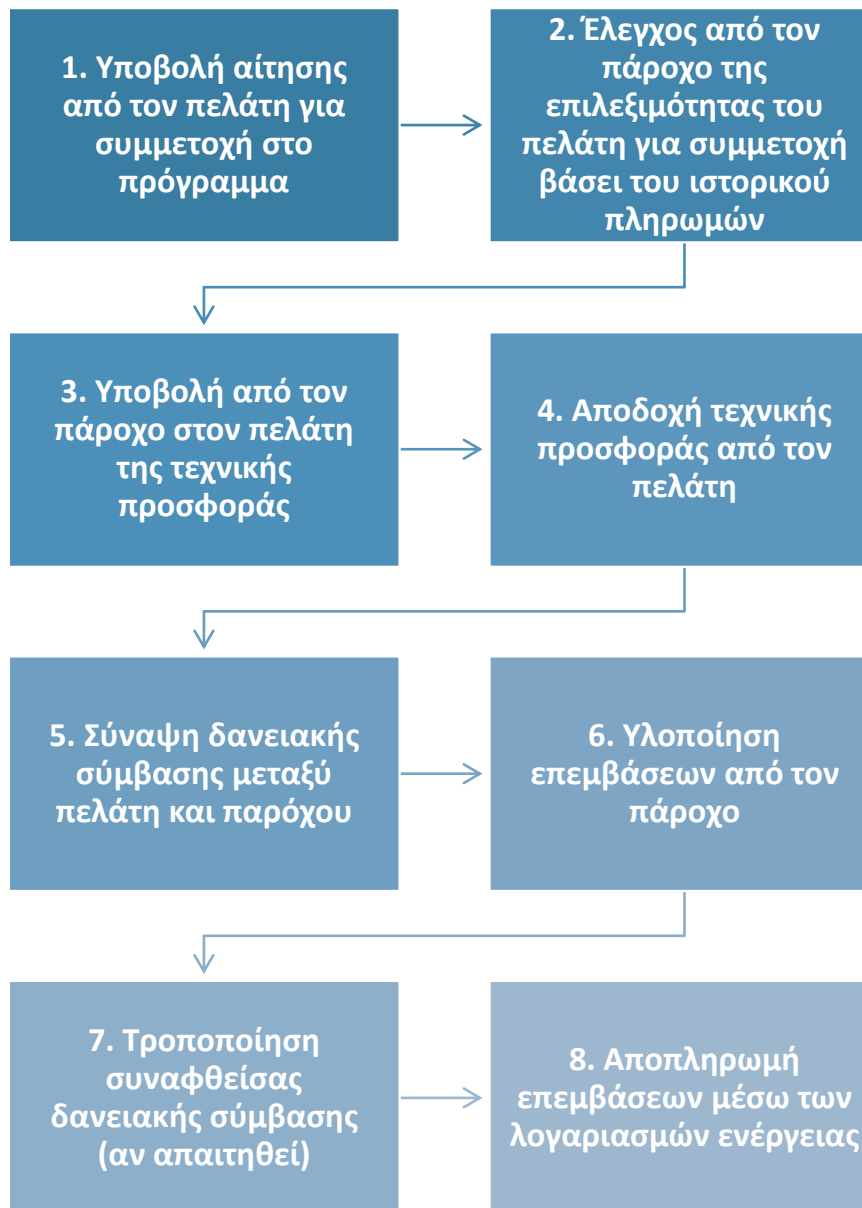 1. Υποβολή αίτησης
από τον πελάτη για
συμμετοχή στο
πρόγραμμα
2. Έλεγχος από τον
πάροχο της
επιλεξιμότητας του
πελάτη για συμμετοχή
βάσει του ιστορικού
πληρωμών
3. Υποβολή από τον
πάροχο στον πελάτη
της τεχνικής
προσφοράς
4. Αποδοχή τεχνικής
προσφοράς από τον
πελάτη
5. Σύναψη δανειακής
σύμβασης μεταξύ
πελάτη και παρόχου
6. Υλοποίηση
επεμβάσεων από τον
πάροχο
7. Τροποποίηση
συναφθείσας
δανειακής σύμβασης
(αν απαιτηθεί)
8. Αποπληρωμή
επεμβάσεων μέσω των
λογαριασμών ενέργειας